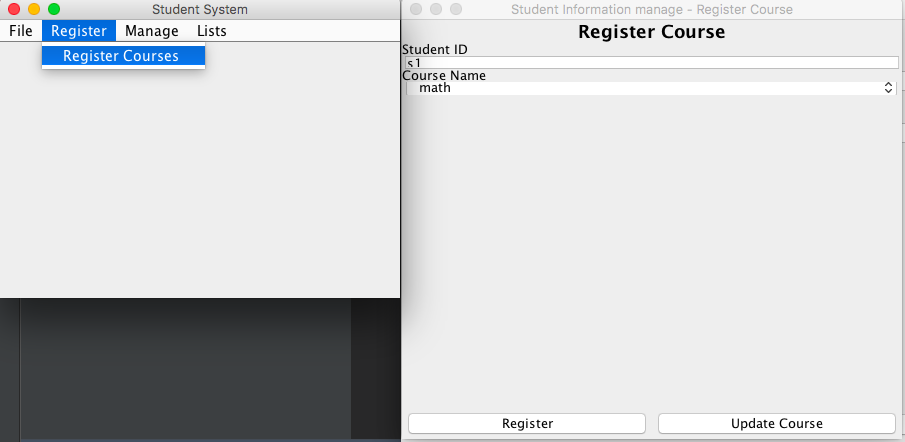 Student System
File Register Manage Lists
Register Courses
Student Information manage - Register Course
Register Course
Student ID
s1
Course Name
math
Register Update Course